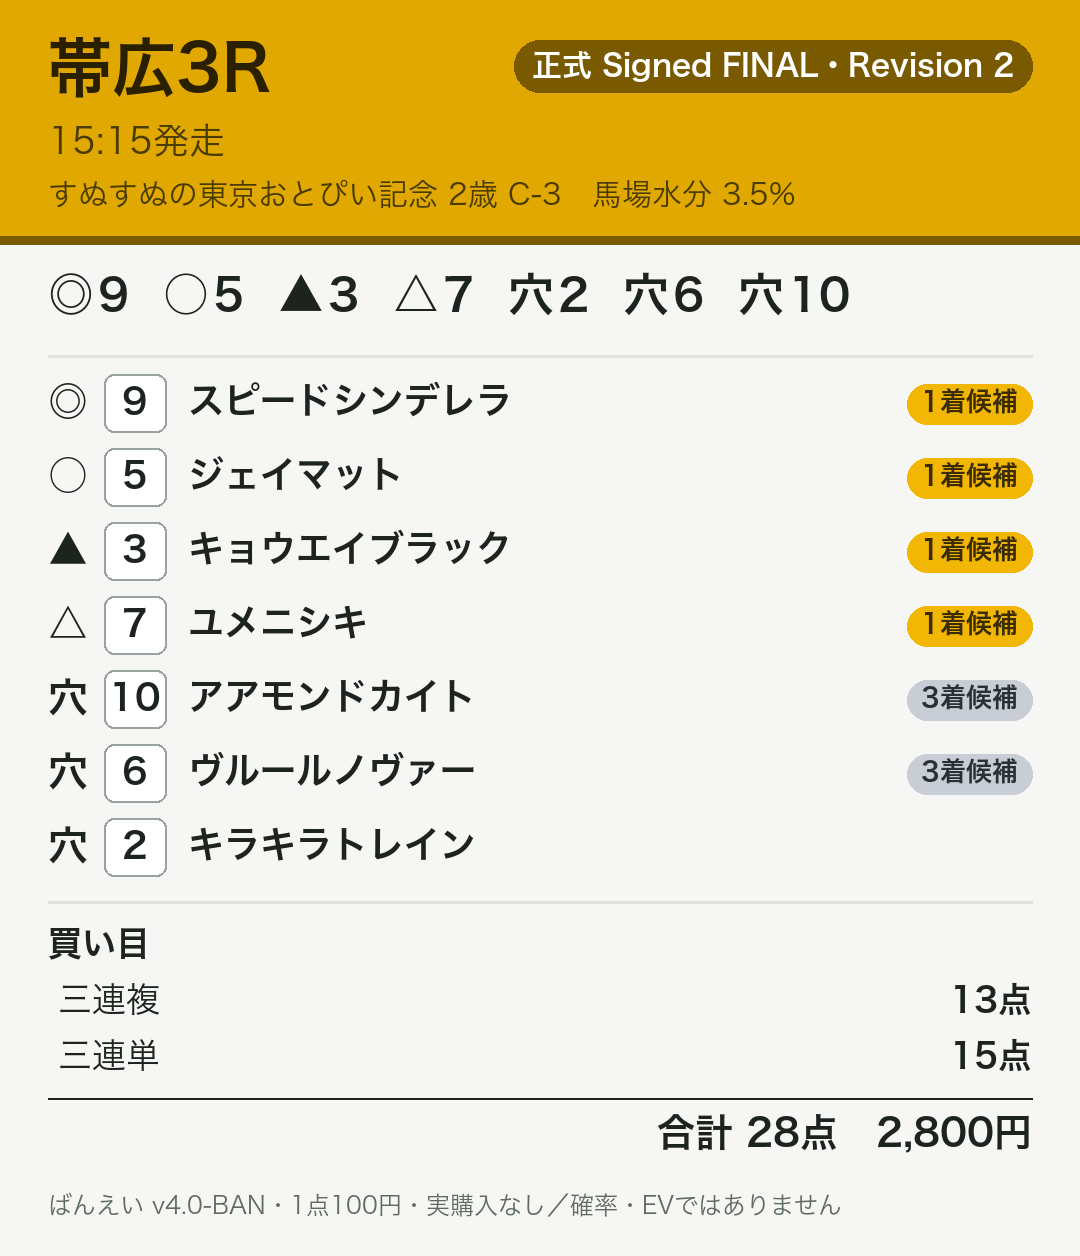 帯広3R
正式 Signed FINAL・Revision 2
15:15発走
すぬすぬの東京おとぴい記念 2歳 C-3　馬場水分 3.5%
◎9 ○5 ▲3 △7 穴2 穴6 穴10
◎ 9 スピードシンデレラ 1着候補
○ 5 ジェイマット 1着候補
▲ 3 キョウエイブラック 1着候補
△ 7 ユメニシキ 1着候補
穴 10 アアモンドカイト 3着候補
穴 6 ヴルールノヴァー 3着候補
穴 2 キラキラトレイン
買い目
三連複 13点
三連単 15点
合計 28点　2,800円
ばんえい v4.0-BAN・1点100円・実購入なし／確率・EVではありません